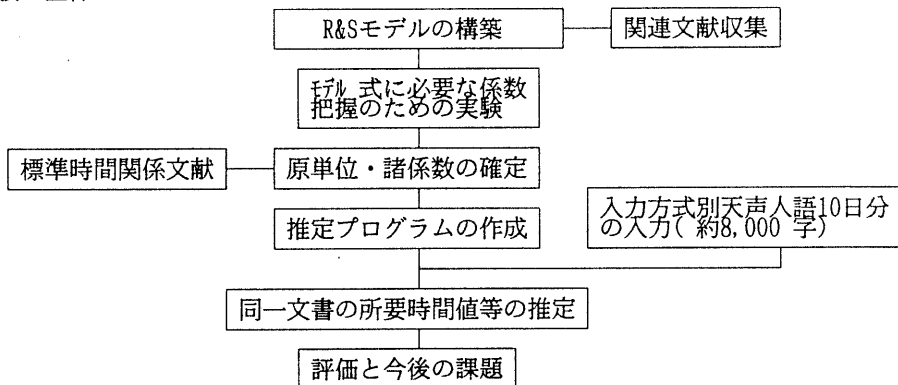 R&Sモデルの構築
関連文献収集
モデル 式に必要な係数
把握のための実験
標準時間関係文献
原単位・諸係数の確定
推定プログラムの作成
入力方式別天声人語10日分
の入力( 約8,000 字)
同一文書の所要時間値等の推定
評価と今後の課題